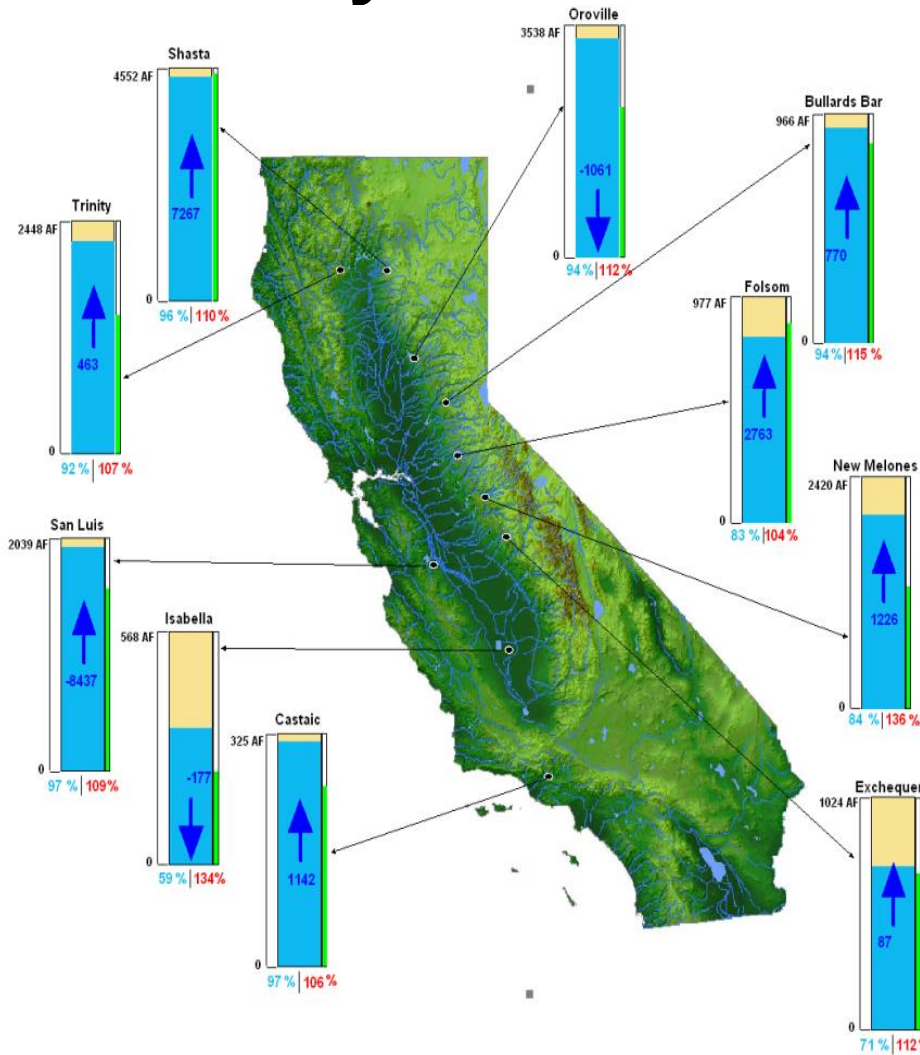 Oroville
3538 AF
-1061
0
94 % 112 %
Shasta
4552 AF
7267
0
96 % 110 %
Bullards Bar
966 AF
770
0
94 % 115 %
Trinity
2448 AF
463
0
92 % 107 %
Folsom
977 AF
2763
0
83 % 104 %
New Melones
2420 AF
1226
0
84 % 136 %
San Luis
2039 AF
-8437
0
97 % 109%
Isabella
568 AF
-177
0
59 % 134%
Castaic
325 AF
1142
0
97 % 106 %
Exchequer
1024 AF
87
0
71 % 112